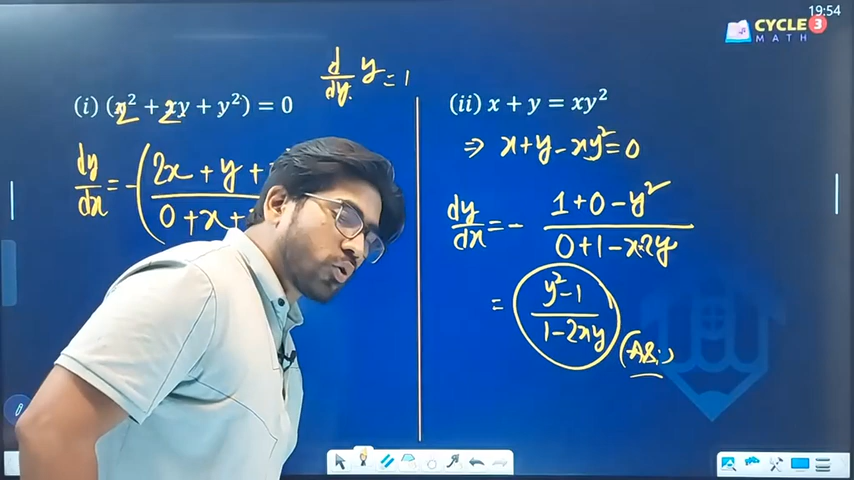 19:54
CYCLE 3
MATH
d/dy y = 1
(i) (x² + xy + y²) = 0
dy/dx = -(2x + y +
0 + x +
(ii) x + y = xy²
⇒ x + y - xy² = 0
dy/dx = - (1 + 0 - y²)/(0 + 1 - x·2y)
= (y² - 1)/(1 - 2xy)
(Ans:)